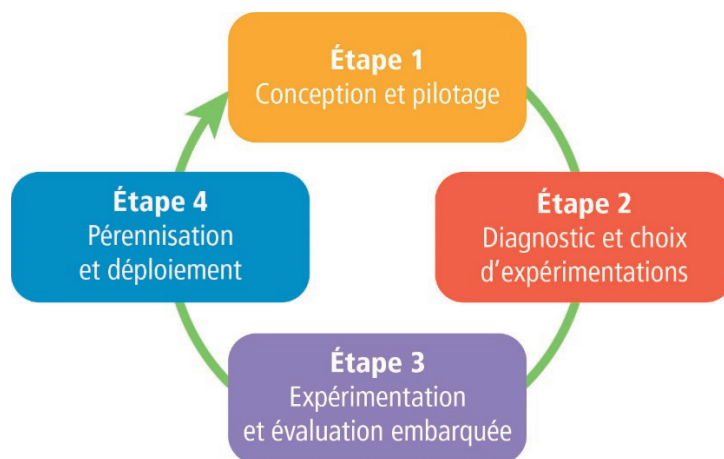 Étape 1
Conception et pilotage
Étape 2
Diagnostic et choix
d’expérimentations
Étape 3
Expérimentation
et évaluation embarquée
Étape 4
Pérennisation
et déploiement